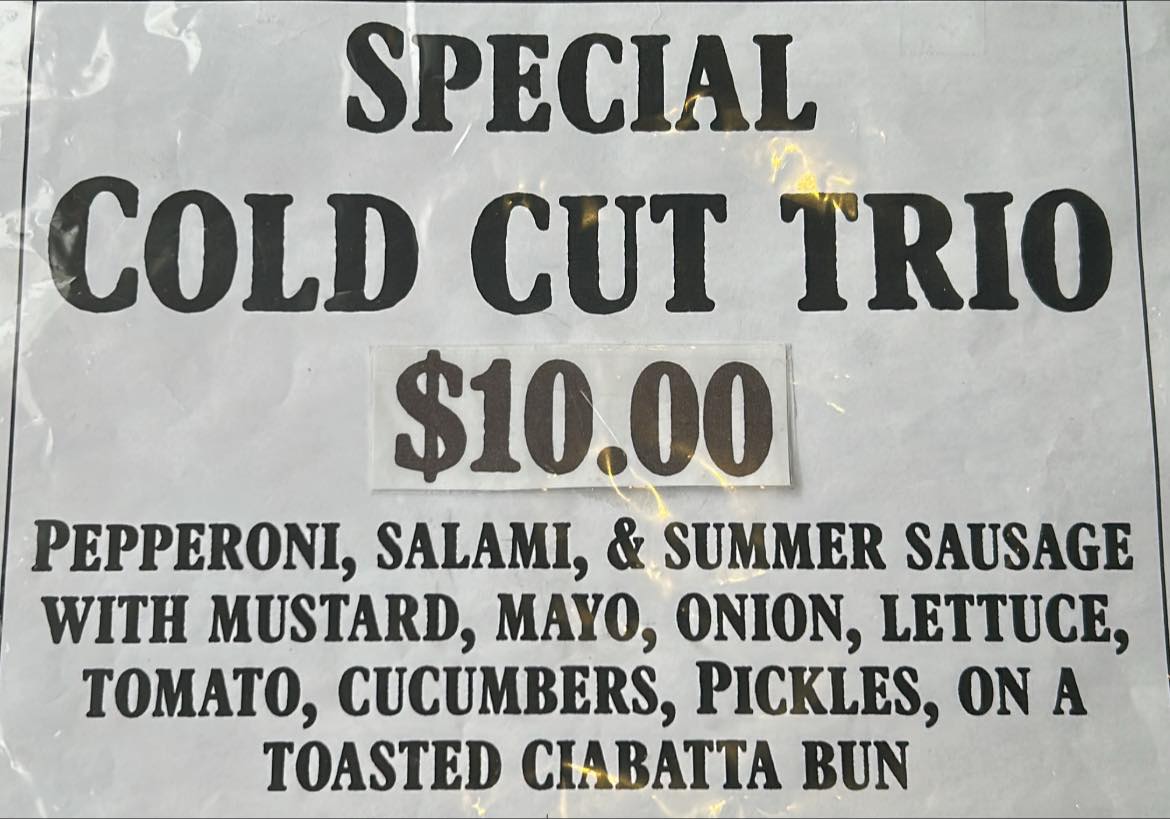 SPECIAL
COLD CUT TRIO
$10.00
PEPPERONI, SALAMI, & SUMMER SAUSAGE
WITH MUSTARD, MAYO, ONION, LETTUCE,
TOMATO, CUCUMBERS, PICKLES, ON A
TOASTED CIABATTA BUN